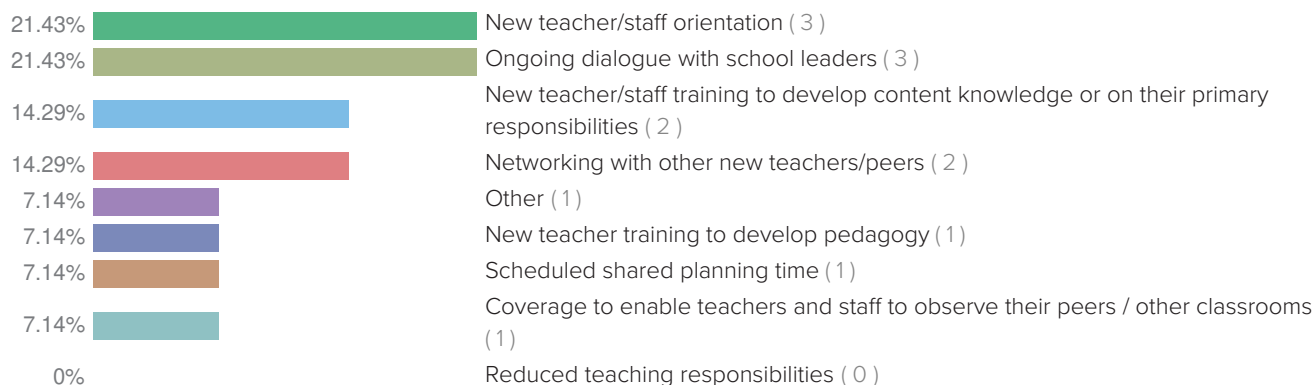 21.43% New teacher/staff orientation ( 3 )
21.43% Ongoing dialogue with school leaders ( 3 )
New teacher/staff training to develop content knowledge or on their primary
14.29% responsibilities ( 2 )
14.29% Networking with other new teachers/peers ( 2 )
7.14% Other ( 1 )
7.14% New teacher training to develop pedagogy ( 1 )
7.14% Scheduled shared planning time ( 1 )
Coverage to enable teachers and staff to observe their peers / other classrooms
7.14% ( 1 )
0% Reduced teaching responsibilities ( 0 )